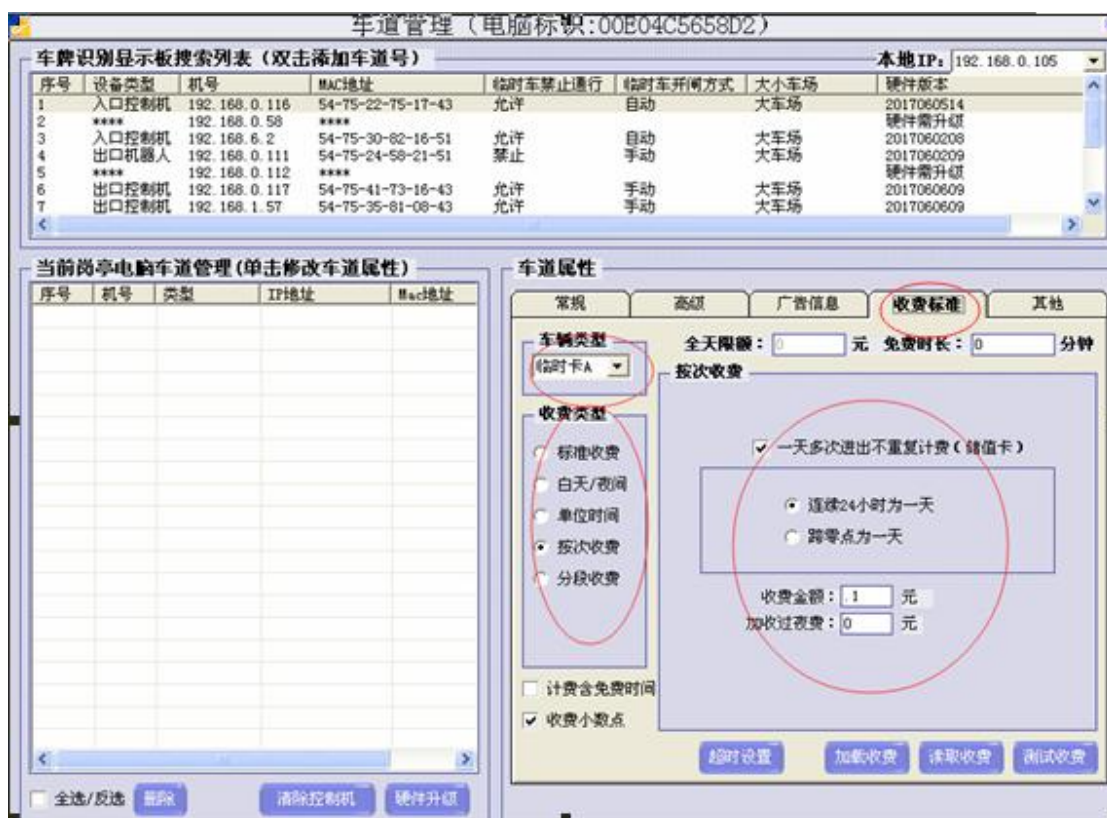 车道管理（电脑标识:00E04C5658D2）
车牌识别显示板搜索列表（双击添加车道号） 本地IP: 192.168.0.105
序号 设备类型 机号 MAC地址 临时车禁止通行 临时车开闸方式 大小车场 硬件版本
1 入口控制机 192.168.0.116 54-75-22-75-17-43 允许 自动 大车场 2017060514
2 **** 192.168.0.58 **** 硬件需升级
3 入口控制机 192.168.6.2 54-75-30-82-16-51 允许 自动 大车场 2017060208
4 出口机器人 192.168.0.111 54-75-24-58-21-51 禁止 手动 大车场 2017060209
5 **** 192.168.0.112 **** 硬件需升级
6 出口控制机 192.168.0.117 54-75-41-73-16-43 允许 手动 大车场 2017060609
7 出口控制机 192.168.1.57 54-75-35-81-08-43 允许 手动 大车场 2017060609
当前岗亭电脑车道管理(单击修改车道属性)
序号 机号 类型 IP地址 Mac地址
车道属性
常规 高级 广告信息 收费标准 其他
车辆类型
临时卡A
全天限额：0 元 免费时长：0 分钟
收费类型
标准收费
白天/夜间
单位时间
按次收费
分段收费
按次收费
一天多次进出不重复计费(储值卡)
连续24小时为一天
跨零点为一天
收费金额：.1 元
加收过夜费：0 元
计费含免费时间
收费小数点
超时设置 加载收费 读取收费 测试收费
全选/反选 删除 清除控制机 硬件升级